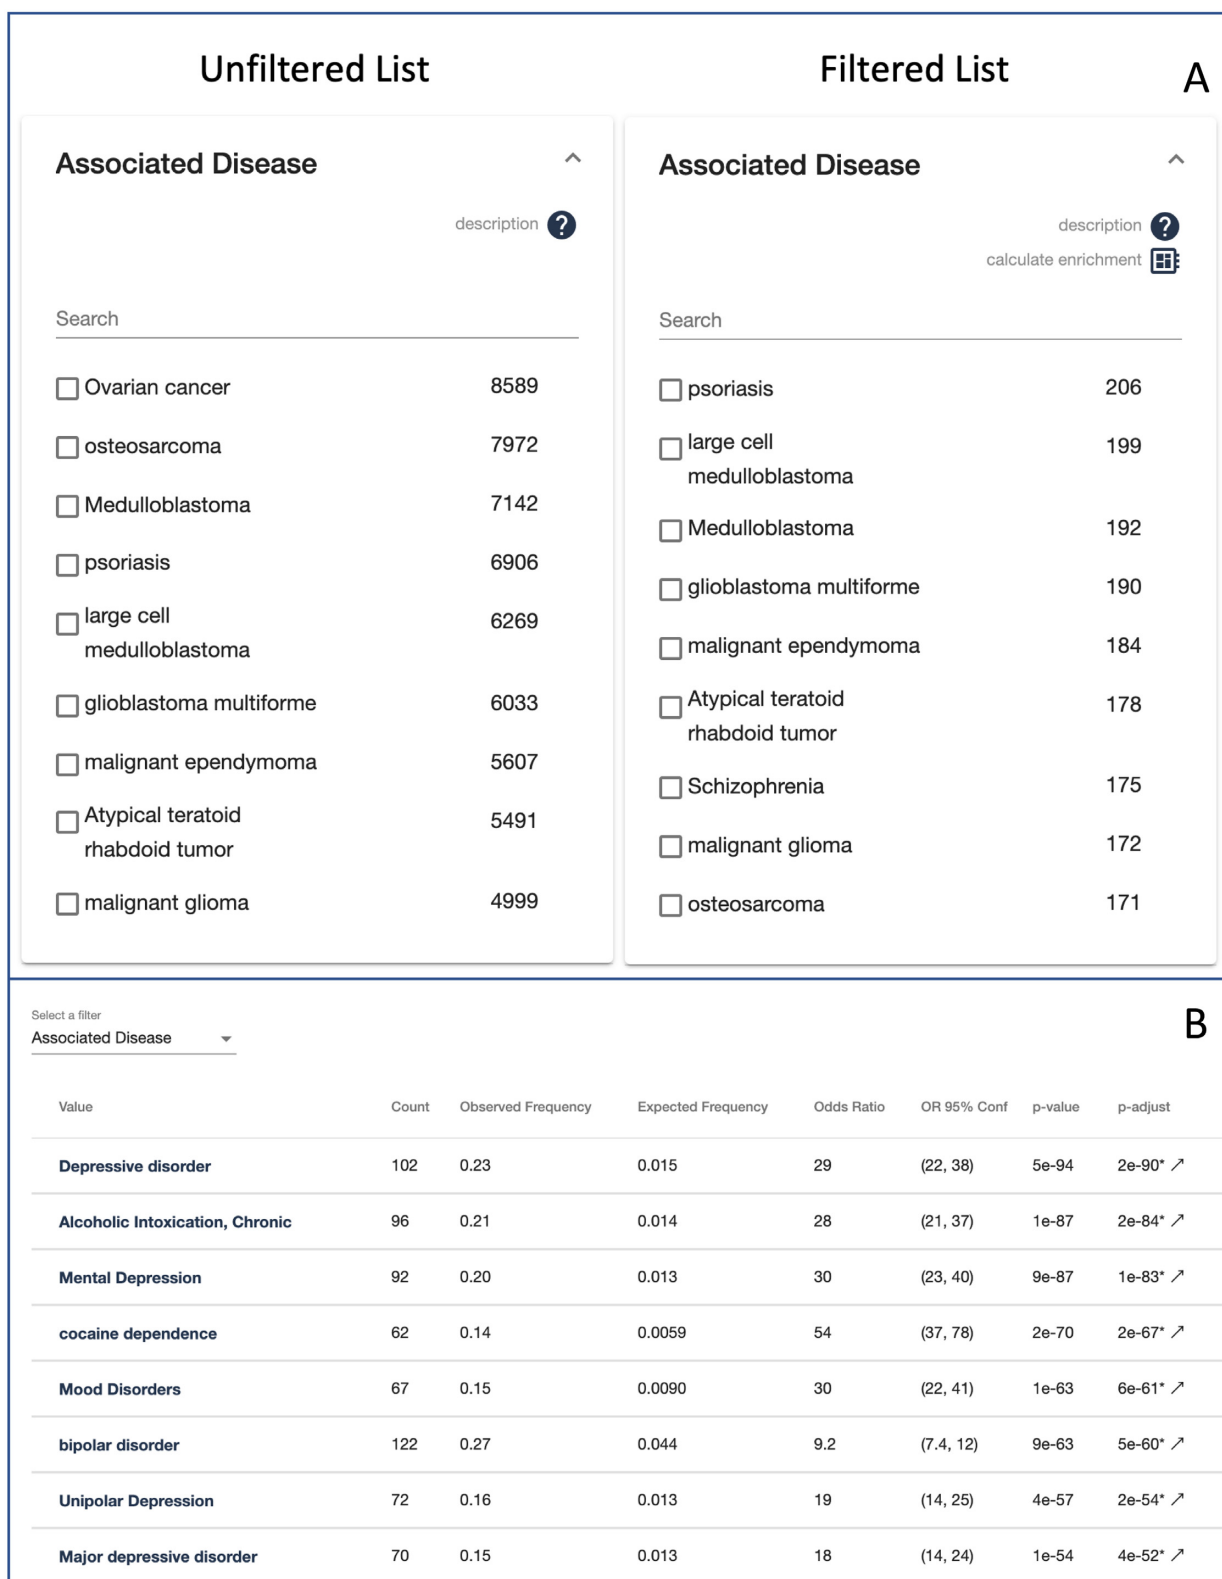 Unfiltered List
Filtered List
A
Associated Disease
description ?
Search
Ovarian cancer 8589
osteosarcoma 7972
Medulloblastoma 7142
psoriasis 6906
large cell
medulloblastoma 6269
glioblastoma multiforme 6033
malignant ependymoma 5607
Atypical teratoid
rhabdoid tumor 5491
malignant glioma 4999
Associated Disease
description ?
calculate enrichment
Search
psoriasis 206
large cell
medulloblastoma 199
Medulloblastoma 192
glioblastoma multiforme 190
malignant ependymoma 184
Atypical teratoid
rhabdoid tumor 178
Schizophrenia 175
malignant glioma 172
osteosarcoma 171
B
Select a filter
Associated Disease
Value Count Observed Frequency Expected Frequency Odds Ratio OR 95% Conf p-value p-adjust
Depressive disorder 102 0.23 0.015 29 (22, 38) 5e-94 2e-90* ↗
Alcoholic Intoxication, Chronic 96 0.21 0.014 28 (21, 37) 1e-87 2e-84* ↗
Mental Depression 92 0.20 0.013 30 (23, 40) 9e-87 1e-83* ↗
cocaine dependence 62 0.14 0.0059 54 (37, 78) 2e-70 2e-67* ↗
Mood Disorders 67 0.15 0.0090 30 (22, 41) 1e-63 6e-61* ↗
bipolar disorder 122 0.27 0.044 9.2 (7.4, 12) 9e-63 5e-60* ↗
Unipolar Depression 72 0.16 0.013 19 (14, 25) 4e-57 2e-54* ↗
Major depressive disorder 70 0.15 0.013 18 (14, 24) 1e-54 4e-52* ↗